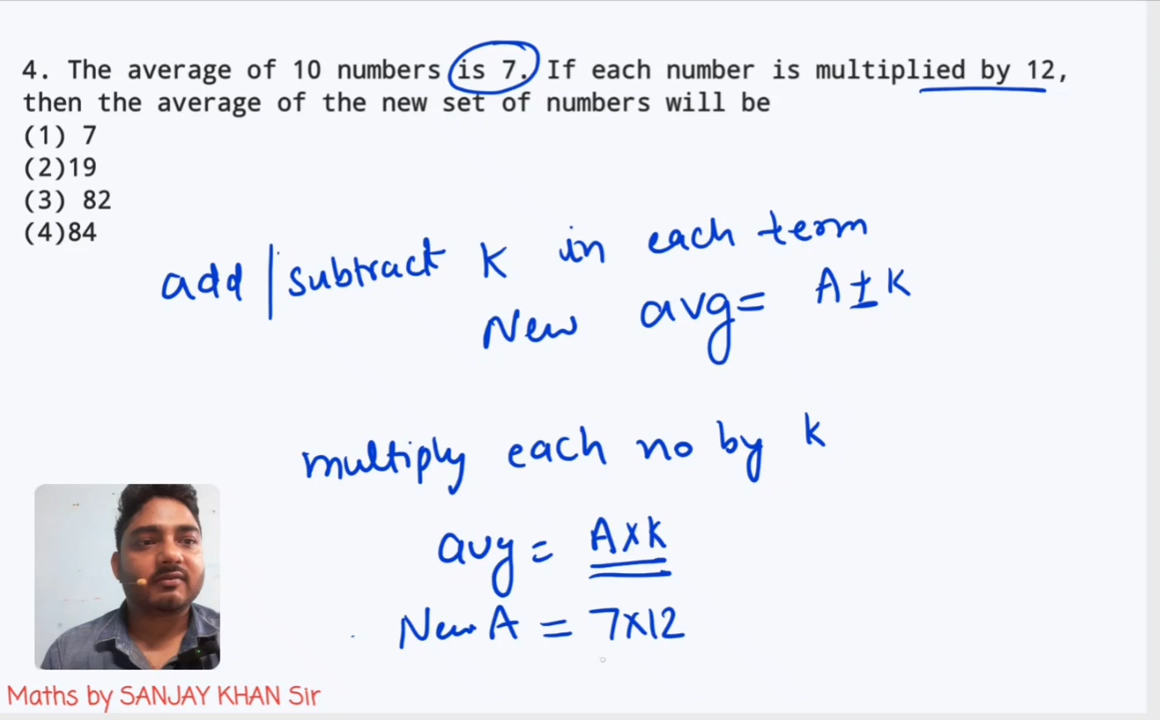 4. The average of 10 numbers is 7. If each number is multiplied by 12,
then the average of the new set of numbers will be
(1) 7
(2)19
(3) 82
(4)84
add | subtract K in each term
New avg = A ± K
multiply each no by k
avg = A x k
New A = 7x12
Maths by SANJAY KHAN Sir